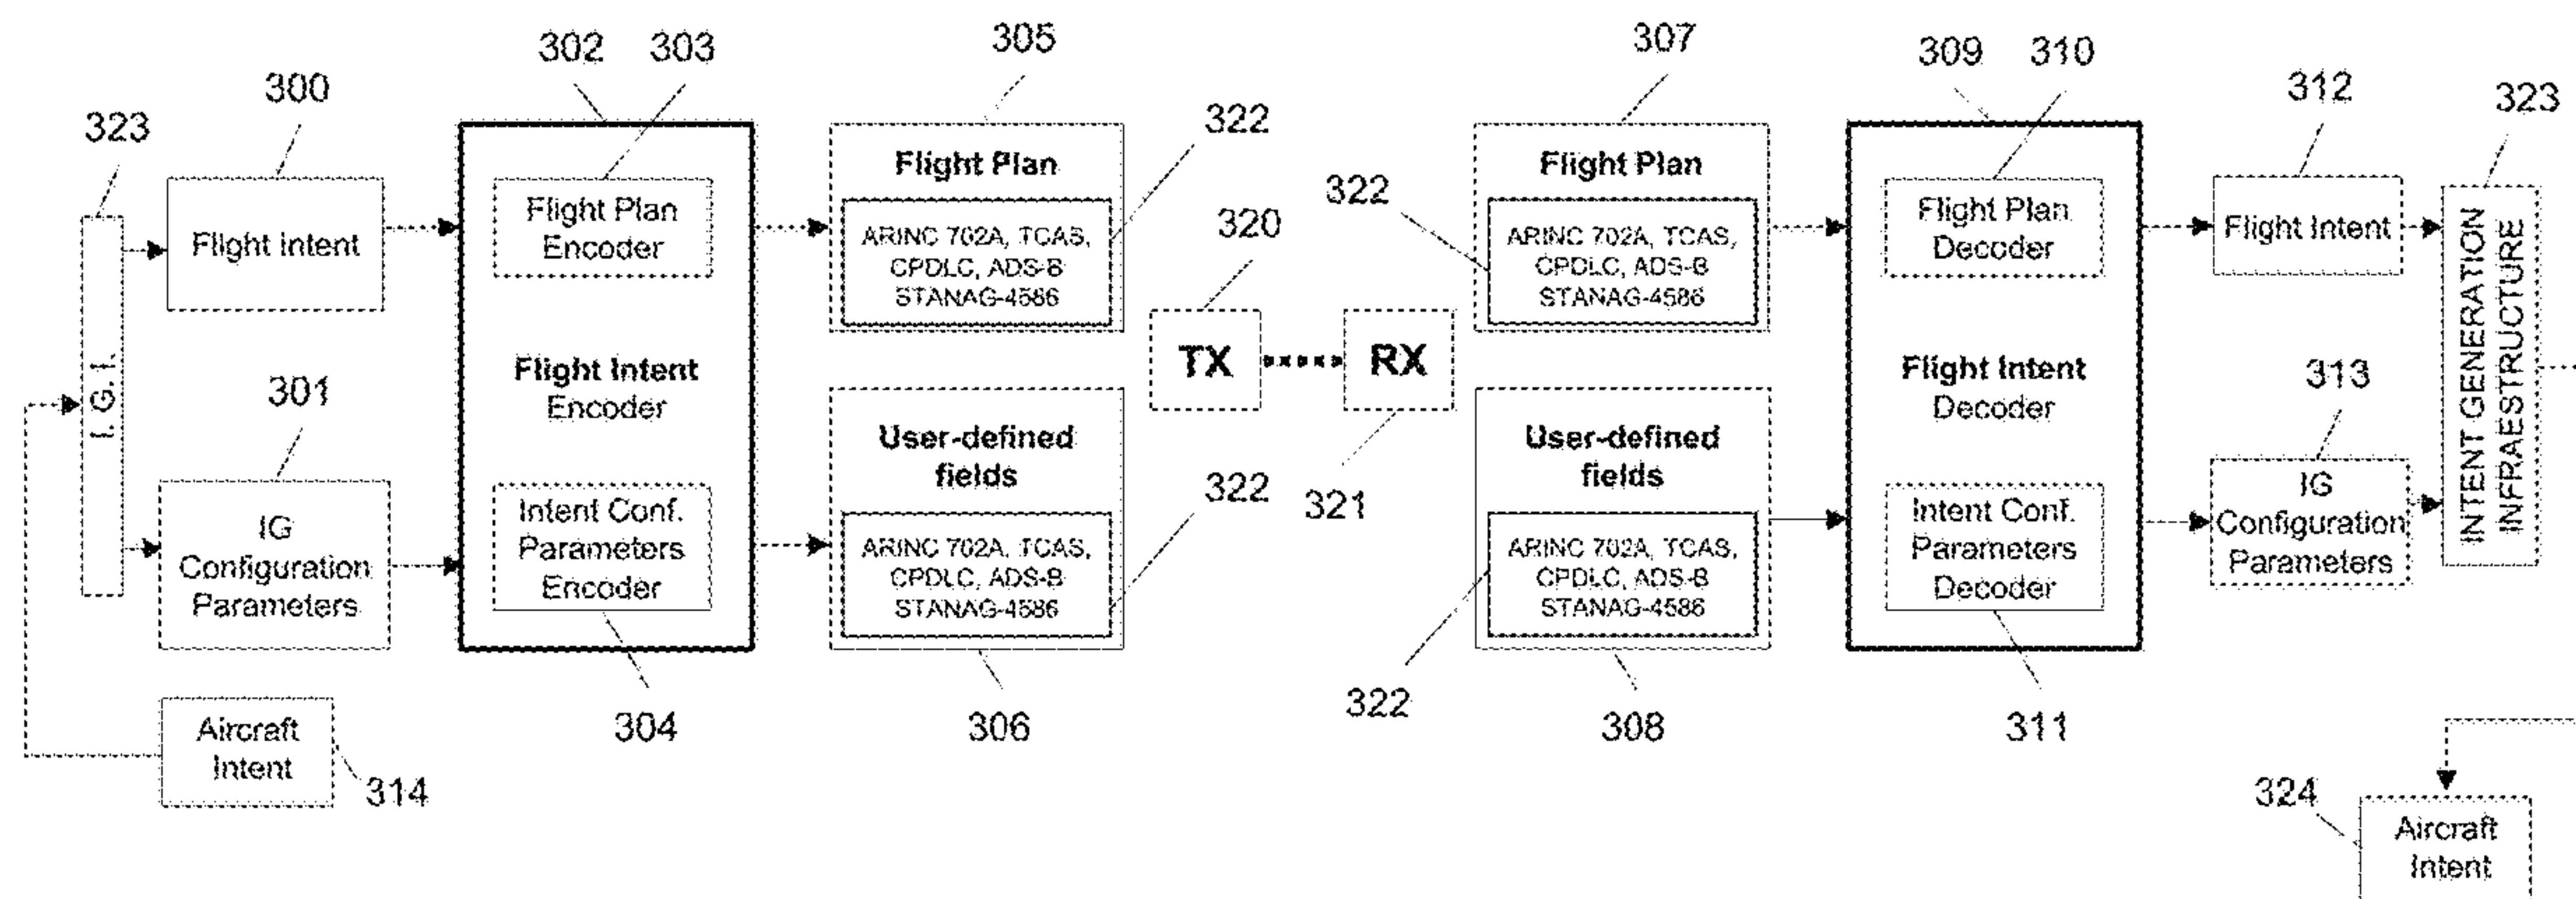 302
303
305
307
309
310
300
312
323
323
322
Flight Plan
Flight Plan
322
320
Flight Intent
Flight Plan
Encoder
ARINC 702A, TCAS,
CPDLC, ADS-B
STANAG-4586
ARINC 702A, TCAS,
CPDLC, ADS-B
STANAG-4586
Flight Plan
Decoder
Flight Intent
I. G. I.
301
Flight Intent
Encoder
TX
RX
Flight Intent
Decoder
313
INTENT GENERATION
INFRAESTRUCTURE
User-defined
fields
322
321
User-defined
fields
IG
Configuration
Parameters
Intent Conf.
Parameters
Encoder
ARINC 702A, TCAS,
CPDLC, ADS-B
STANAG-4586
ARINC 702A, TCAS,
CPDLC, ADS-B
STANAG-4586
Intent Conf.
Parameters
Decoder
IG
Configuration
Parameters
322
304
306
308
311
Aircraft
Intent
314
324
Aircraft
Intent